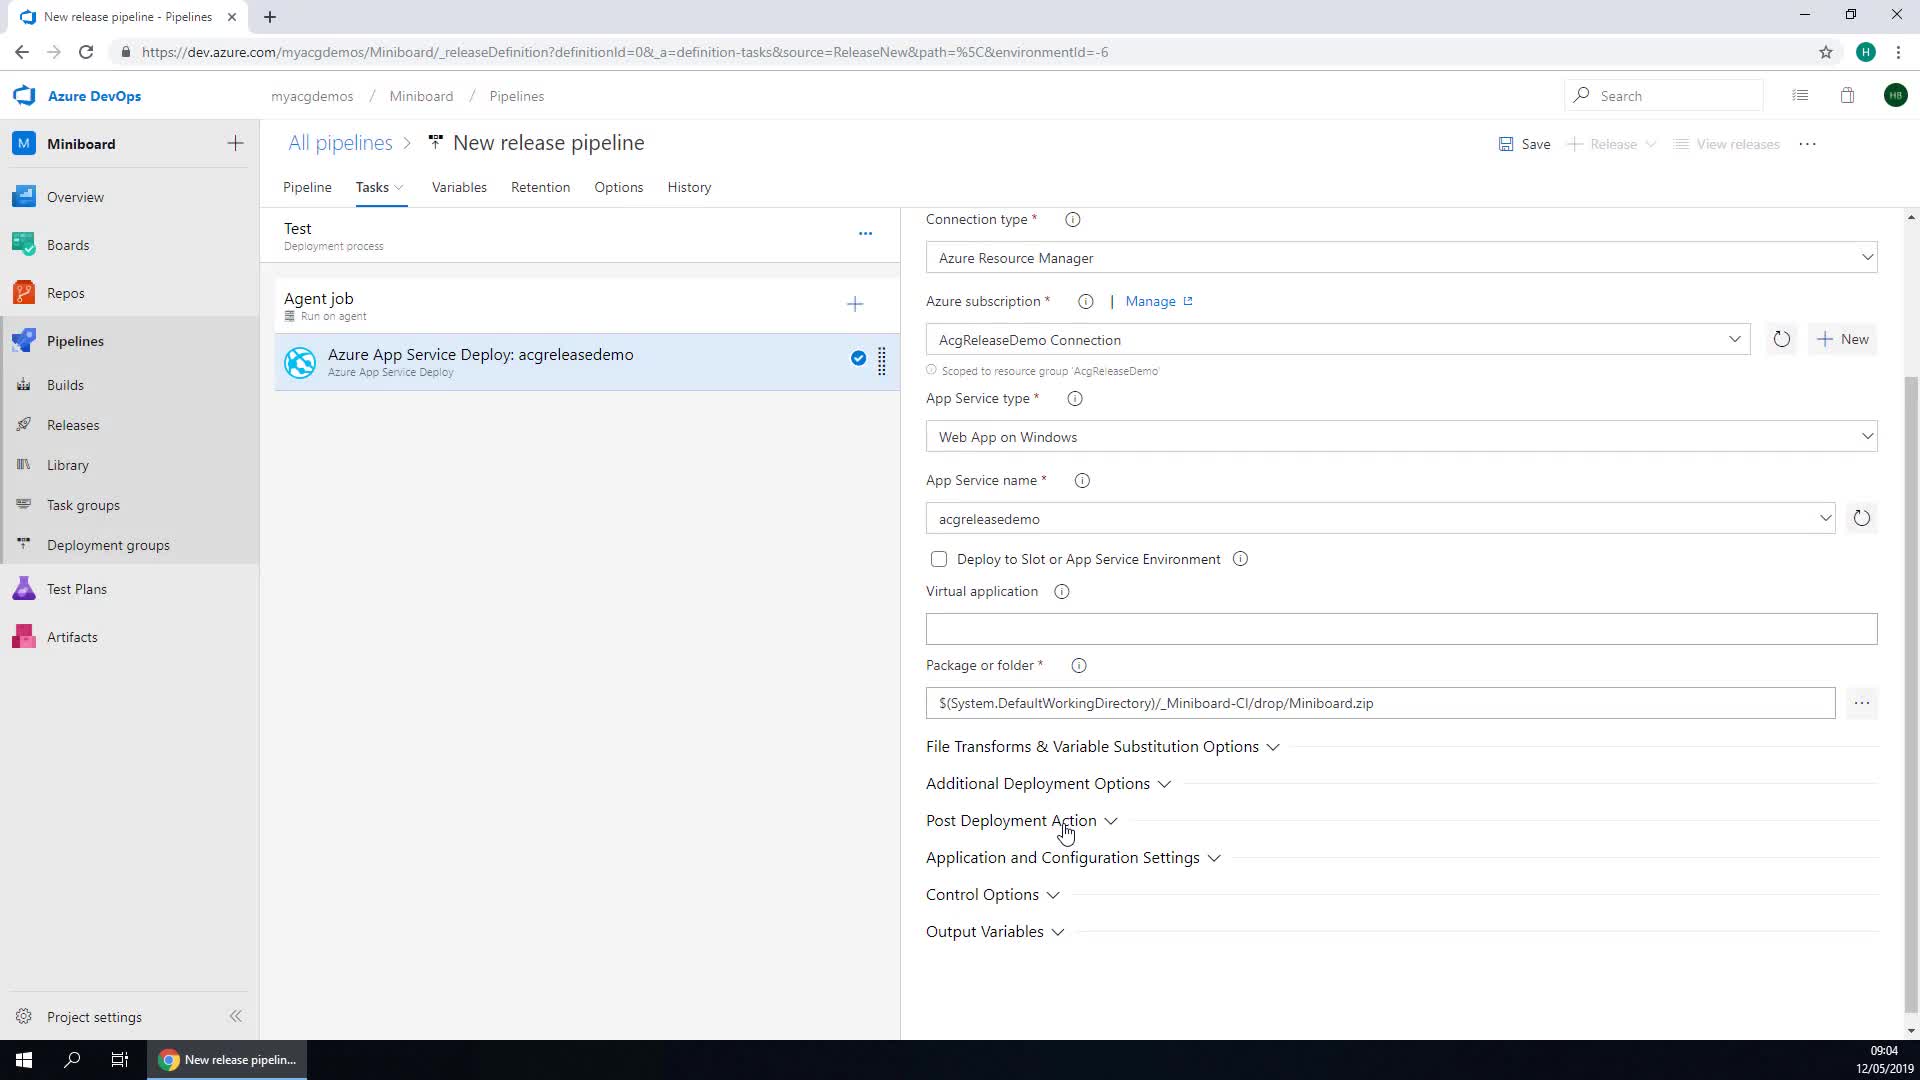 New release pipeline - Pipelines
https://dev.azure.com/myacgdemos/Miniboard/_releaseDefinition?definitionId=0&_a=definition-tasks&source=ReleaseNew&path=%5C&environmentId=-6
H
Azure DevOps
myacgdemos / Miniboard / Pipelines
Search
HB
M Miniboard
All pipelines > New release pipeline
Save
Release
View releases
Pipeline Tasks Variables Retention Options History
Overview
Boards
Repos
Pipelines
Builds
Releases
Library
Task groups
Deployment groups
Test Plans
Artifacts
Project settings
Test
Deployment process
Agent job
Run on agent
Azure App Service Deploy: acgreleasedemo
Azure App Service Deploy
Connection type *
Azure Resource Manager
Azure subscription * | Manage
AcgReleaseDemo Connection
New
Scoped to resource group 'AcgReleaseDemo'
App Service type *
Web App on Windows
App Service name *
acgreleasedemo
Deploy to Slot or App Service Environment
Virtual application
Package or folder *
$(System.DefaultWorkingDirectory)/_Miniboard-CI/drop/Miniboard.zip
File Transforms & Variable Substitution Options
Additional Deployment Options
Post Deployment Action
Application and Configuration Settings
Control Options
Output Variables
New release pipelin...
09:04
12/05/2019